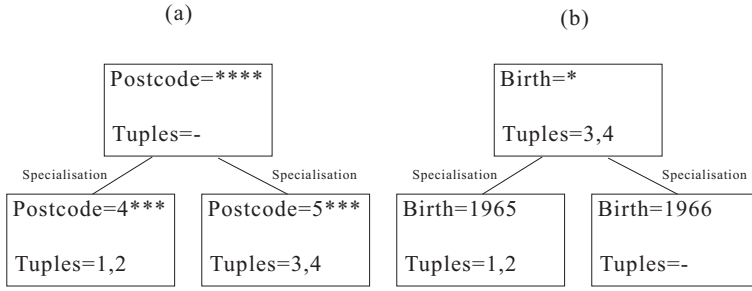 (a)
Postcode=****
Tuples=-
Specialisation
Specialisation
Postcode=4***
Tuples=1,2
Postcode=5***
Tuples=3,4
(b)
Birth=*
Tuples=3,4
Specialisation
Specialisation
Birth=1965
Tuples=1,2
Birth=1966
Tuples=-